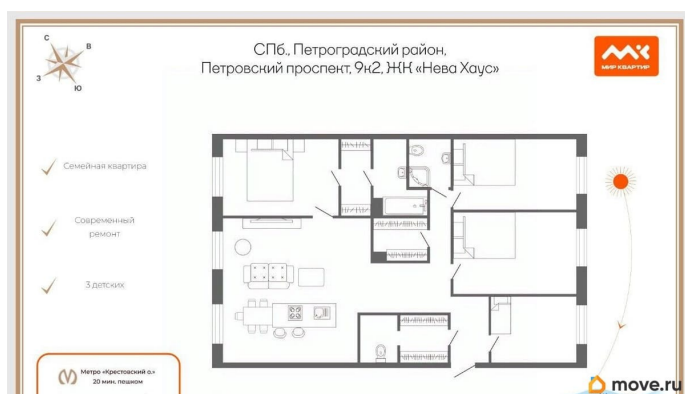 С
В
З
Ю
СПб., Петроградский район,
Петровский проспект, 9к2, ЖК «Нева Хаус»
МИР КВАРТИР
Семейная квартира
Современный
ремонт
3 детских
Метро «Крестовский о.»
20 мин. пешком
move.ru